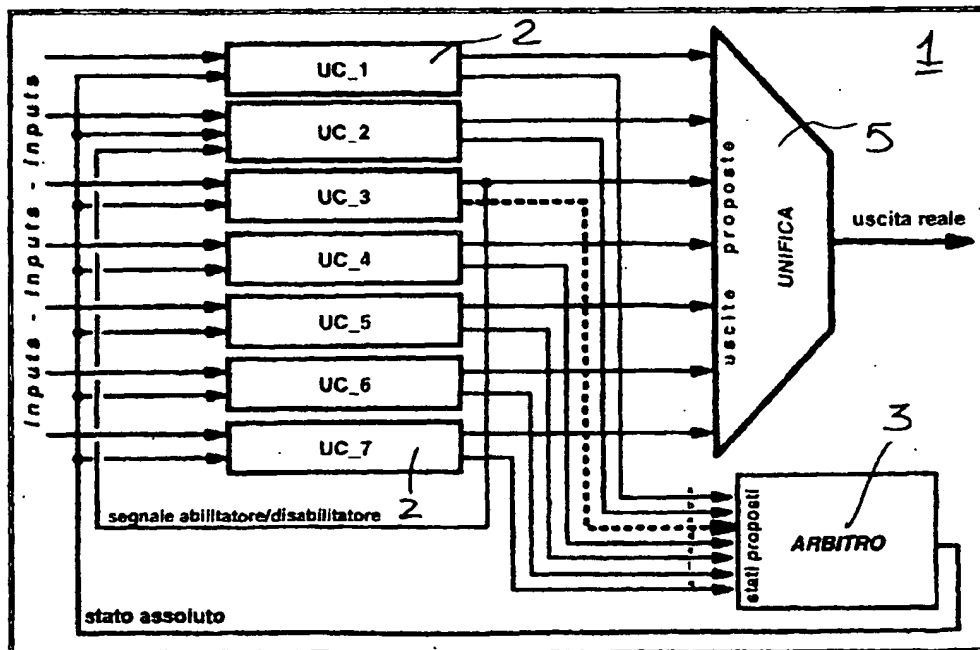 Inputs - Inputs - Inputs
UC_1
UC_2
UC_3
UC_4
UC_5
UC_6
UC_7
2
2
segnale abilitatore/disabilitatore
stato assoluto
uscite proposte
UNIFICA
5
1
uscita reale
stati proposti
ARBITRO
3